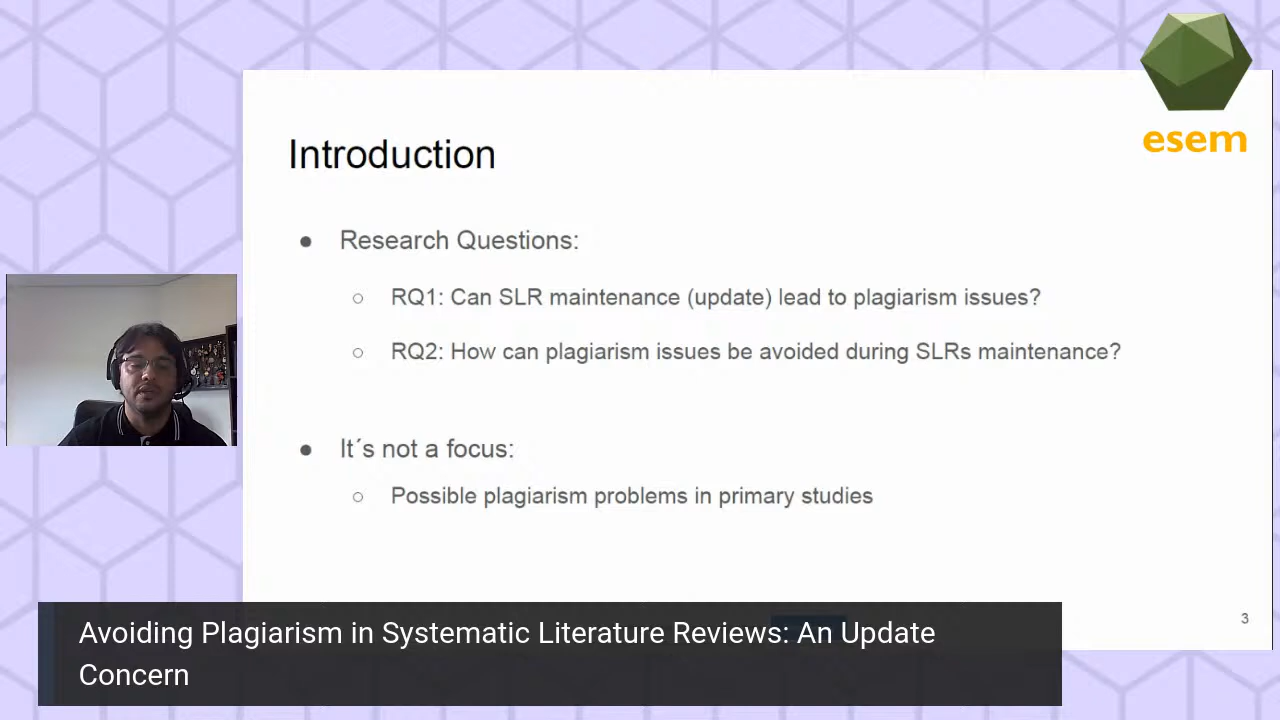 esem
Introduction
● Research Questions:
○ RQ1: Can SLR maintenance (update) lead to plagiarism issues?
○ RQ2: How can plagiarism issues be avoided during SLRs maintenance?
● It´s not a focus:
○ Possible plagiarism problems in primary studies
3
Avoiding Plagiarism in Systematic Literature Reviews: An Update
Concern